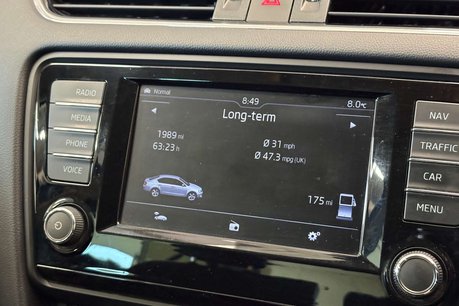 RADIO
MEDIA
PHONE
VOICE
Normal
8:49
8.0°C
Long-term
1989 mi
63:23 h
Ø 31 mph
Ø 47.3 mpg (UK)
175 mi
NAV
TRAFFIC
CAR
MENU